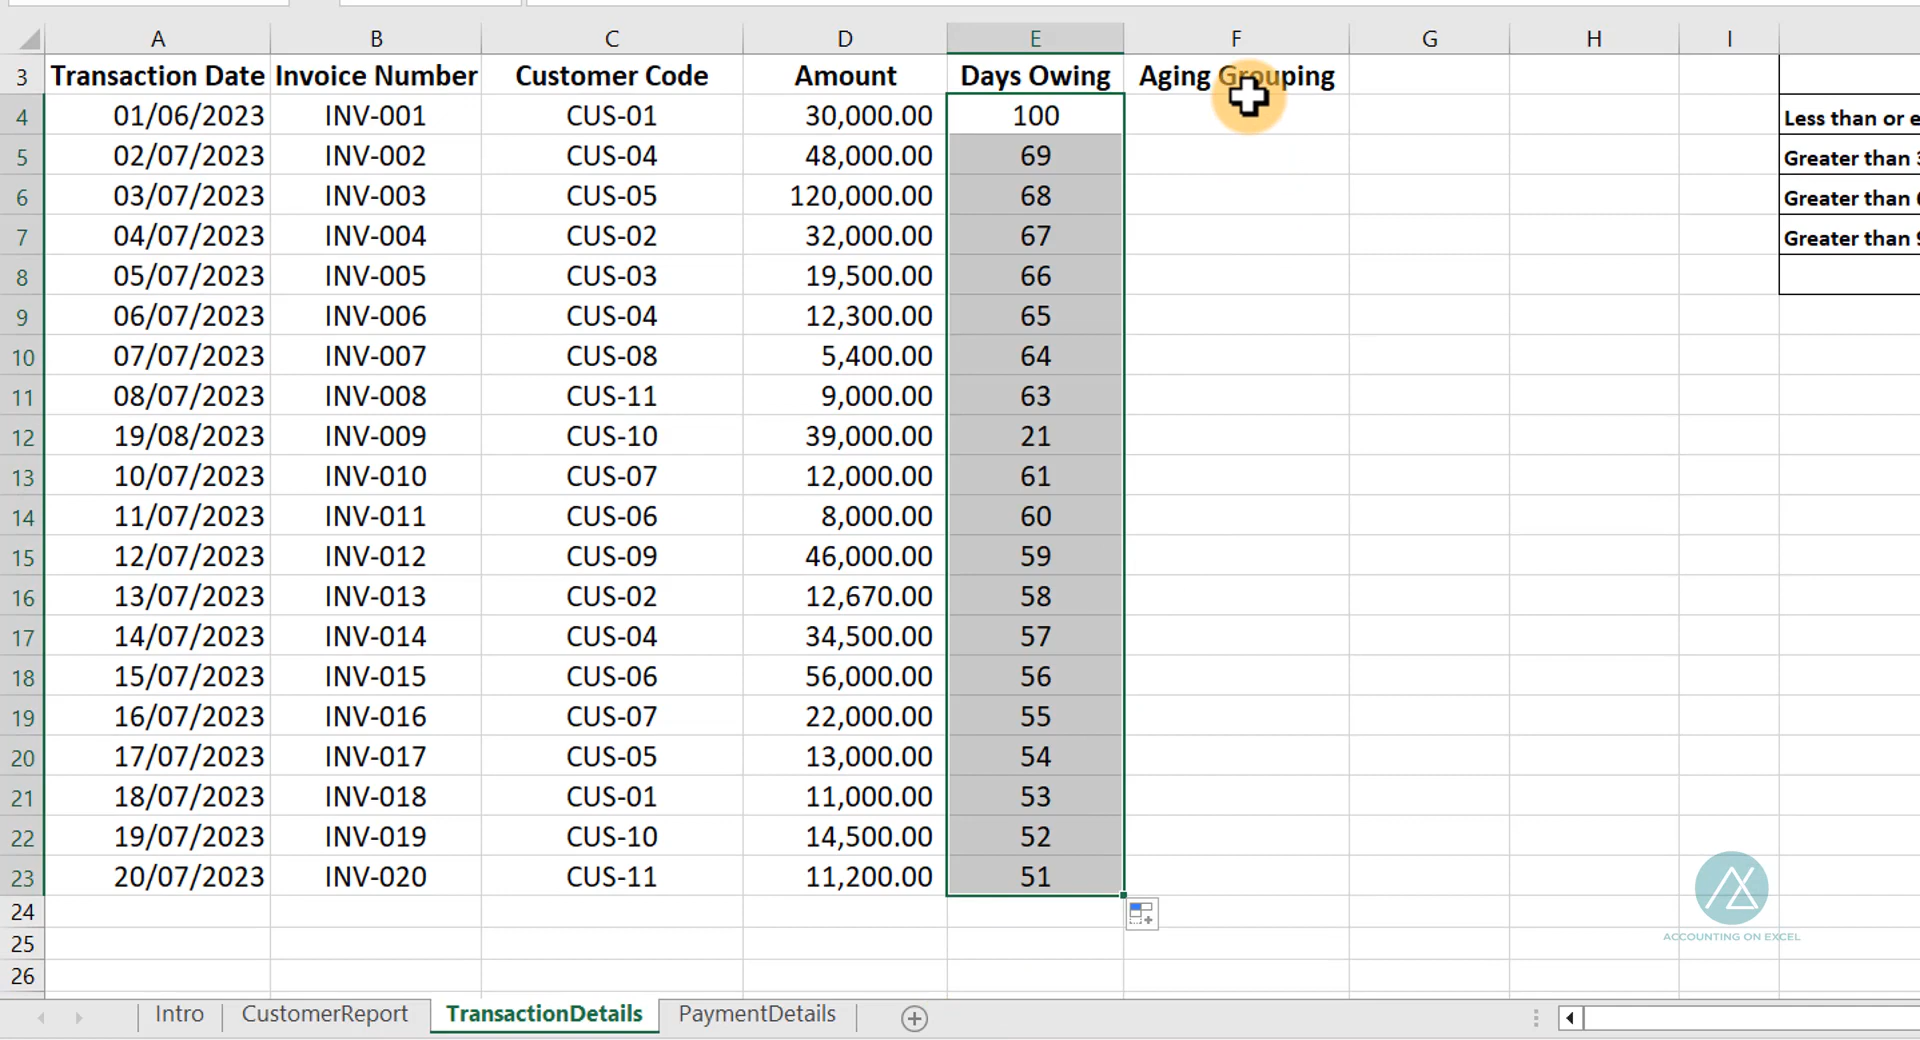 A B C D E F G H I
3 Transaction Date Invoice Number Customer Code Amount Days Owing Aging Grouping
4 01/06/2023 INV-001 CUS-01 30,000.00 100 Less than or e
5 02/07/2023 INV-002 CUS-04 48,000.00 69 Greater than 3
6 03/07/2023 INV-003 CUS-05 120,000.00 68 Greater than 6
7 04/07/2023 INV-004 CUS-02 32,000.00 67 Greater than 9
8 05/07/2023 INV-005 CUS-03 19,500.00 66
9 06/07/2023 INV-006 CUS-04 12,300.00 65
10 07/07/2023 INV-007 CUS-08 5,400.00 64
11 08/07/2023 INV-008 CUS-11 9,000.00 63
12 19/08/2023 INV-009 CUS-10 39,000.00 21
13 10/07/2023 INV-010 CUS-07 12,000.00 61
14 11/07/2023 INV-011 CUS-06 8,000.00 60
15 12/07/2023 INV-012 CUS-09 46,000.00 59
16 13/07/2023 INV-013 CUS-02 12,670.00 58
17 14/07/2023 INV-014 CUS-04 34,500.00 57
18 15/07/2023 INV-015 CUS-06 56,000.00 56
19 16/07/2023 INV-016 CUS-07 22,000.00 55
20 17/07/2023 INV-017 CUS-05 13,000.00 54
21 18/07/2023 INV-018 CUS-01 11,000.00 53
22 19/07/2023 INV-019 CUS-10 14,500.00 52
23 20/07/2023 INV-020 CUS-11 11,200.00 51
24
25
26
ACCOUNTING ON EXCEL
Intro CustomerReport TransactionDetails PaymentDetails